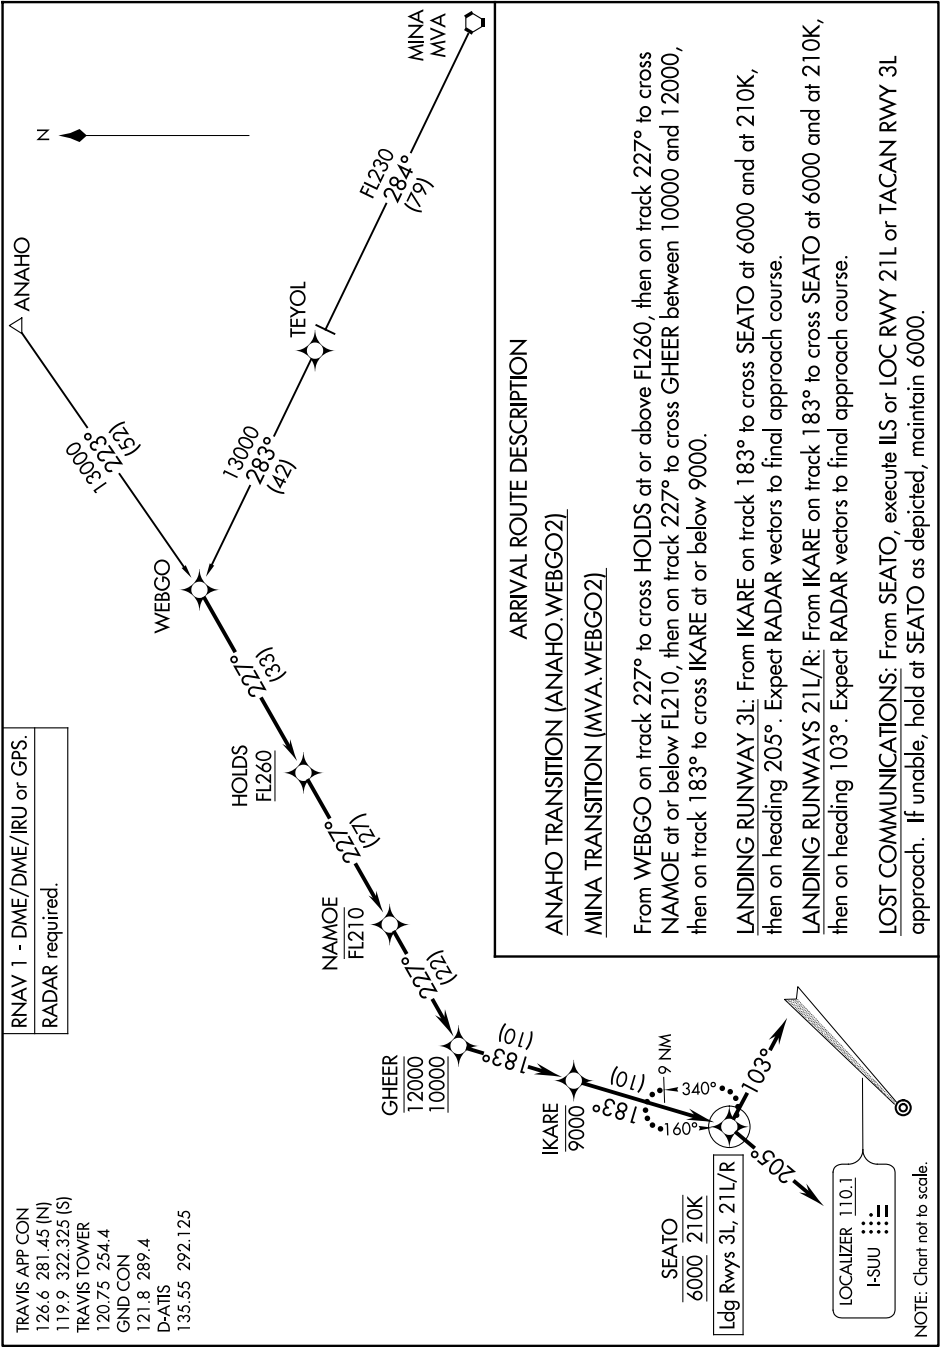 TRAVIS APP CON
126.6 281.45 (N)
119.9 322.325 (S)
TRAVIS TOWER
120.75 254.4
GND CON
121.8 289.4
D-ATIS
135.55 292.125
RNAV 1 - DME/DME/IRU or GPS.
RADAR required.
N
ANAHO
13000
223°
(52)
MINA
MVA
FL230
284°
(79)
TEYOL
13000
283°
(42)
WEBGO
227°
(33)
HOLDS
FL260
227°
(27)
NAMOE
FL210
227°
(22)
GHEER
12000
10000
183°
(10)
IKARE
9000
183°
(10)
9 NM
340°
160°
SEATO
6000 210K
Ldg Rwys 3L, 21L/R
103°
205°
LOCALIZER 110.1
I-SUU
NOTE: Chart not to scale.
ARRIVAL ROUTE DESCRIPTION
ANAHO TRANSITION (ANAHO.WEBGO2)
MINA TRANSITION (MVA.WEBGO2)
From WEBGO on track 227° to cross HOLDS at or above FL260, then on track 227° to cross
NAMOE at or below FL210, then on track 227° to cross GHEER between 10000 and 12000,
then on track 183° to cross IKARE at or below 9000.
LANDING RUNWAY 3L: From IKARE on track 183° to cross SEATO at 6000 and at 210K,
then on heading 205°. Expect RADAR vectors to final approach course.
LANDING RUNWAYS 21L/R: From IKARE on track 183° to cross SEATO at 6000 and at 210K,
then on heading 103°. Expect RADAR vectors to final approach course.
LOST COMMUNICATIONS: From SEATO, execute ILS or LOC RWY 21L or TACAN RWY 3L
approach. If unable, hold at SEATO as depicted, maintain 6000.